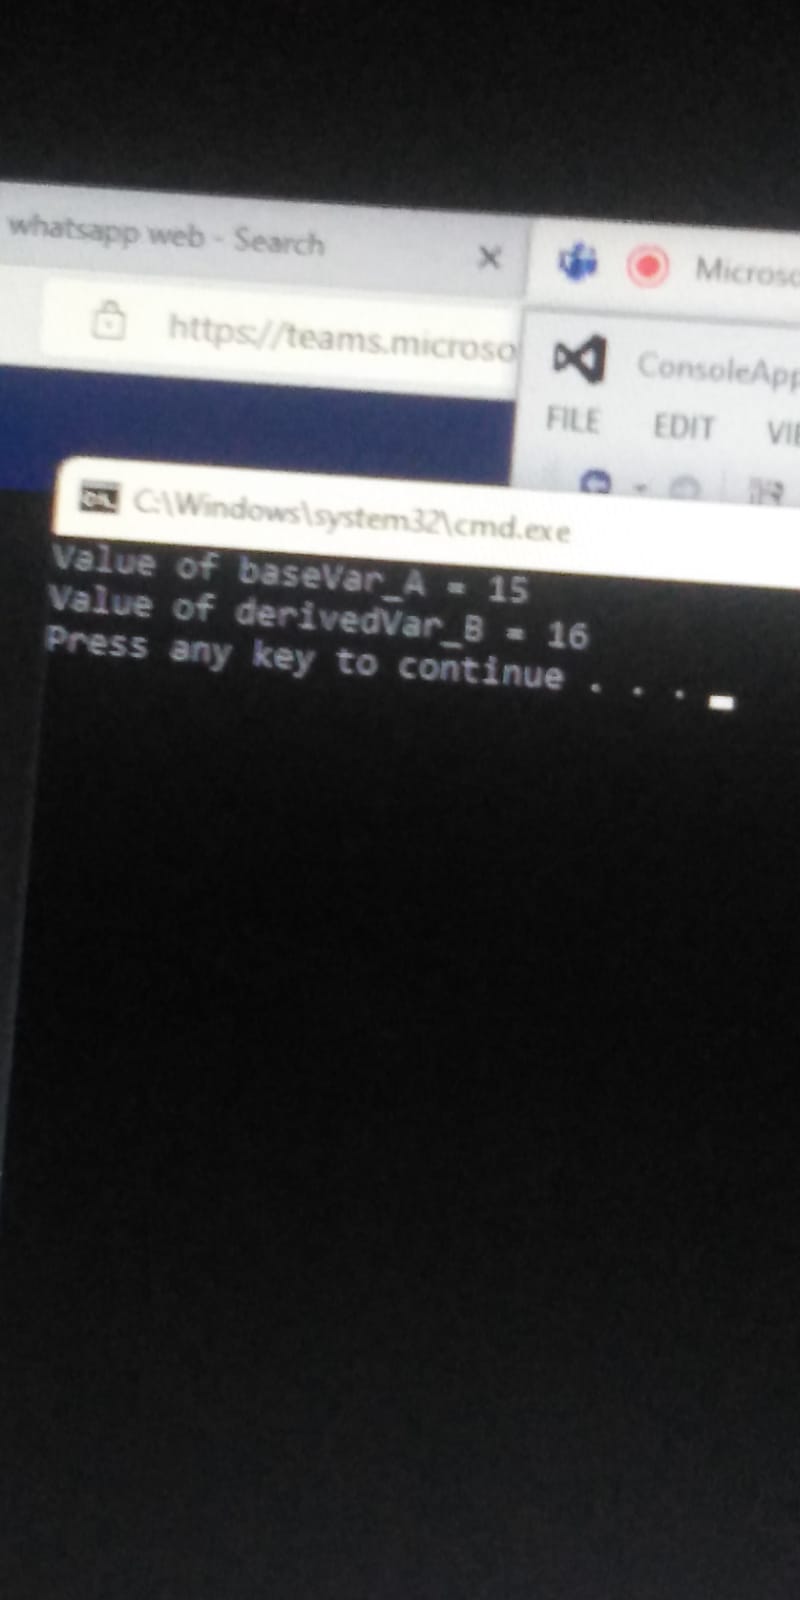 whatsapp web - Search
Microso
https://teams.microso
ConsoleApp
FILE EDIT VIE
C:\Windows\system32\cmd.exe
Value of baseVar_A = 15
Value of derivedVar_B = 16
Press any key to continue . . .